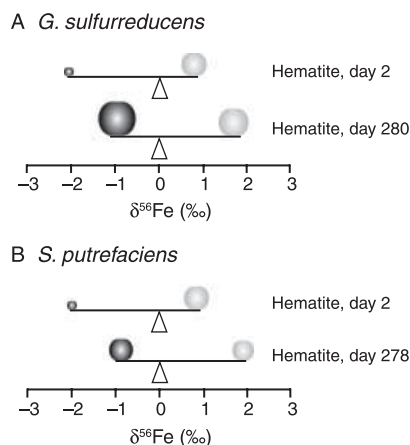 A G. sulfurreducens
Hematite, day 2
Hematite, day 280
−3 −2 −1 0 1 2 3
δ⁵⁶Fe (‰)
B S. putrefaciens
Hematite, day 2
Hematite, day 278
−3 −2 −1 0 1 2 3
δ⁵⁶Fe (‰)